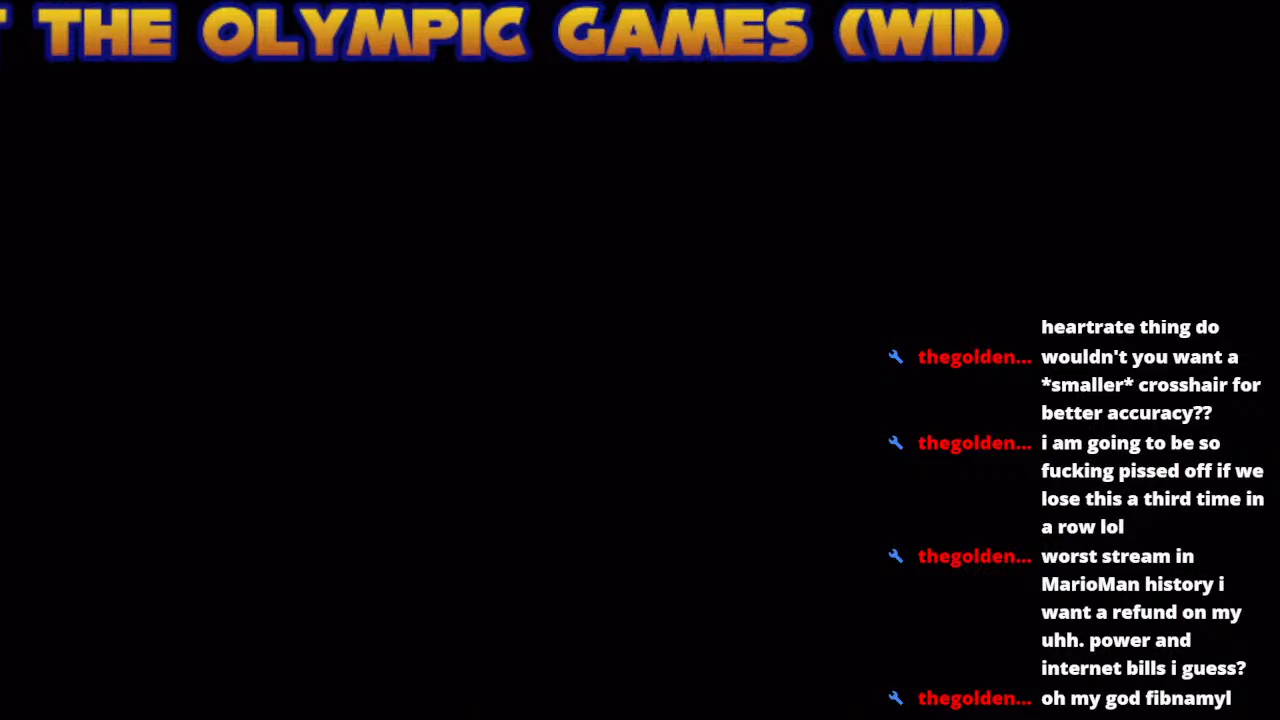 THE OLYMPIC GAMES (WII)
heartrate thing do
thegolden... wouldn't you want a
*smaller* crosshair for
better accuracy??
thegolden... i am going to be so
fucking pissed off if we
lose this a third time in
a row lol
thegolden... worst stream in
MarioMan history i
want a refund on my
uhh. power and
internet bills i guess?
thegolden... oh my god fibnamyl